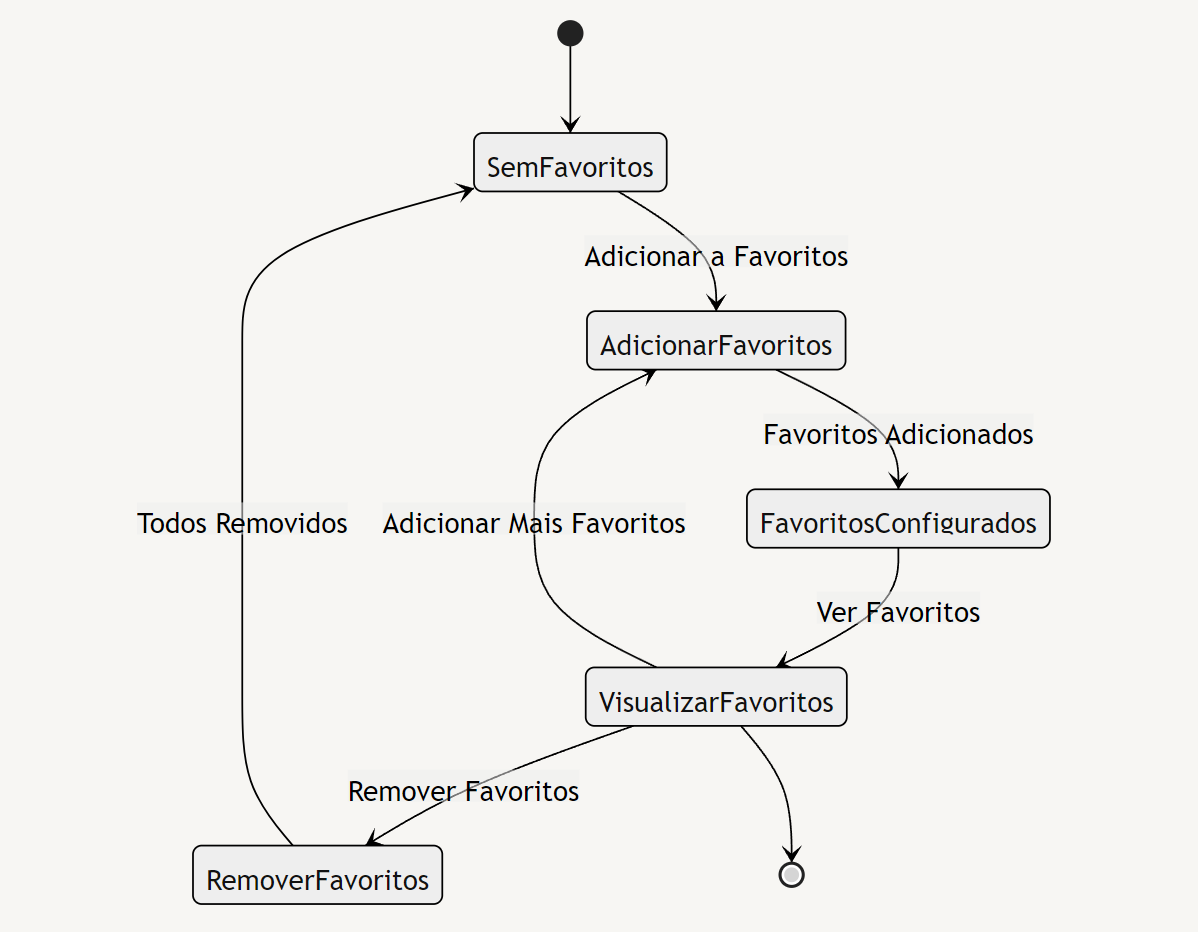 SemFavoritos
Adicionar a Favoritos
AdicionarFavoritos
Favoritos Adicionados
Todos Removidos
Adicionar Mais Favoritos
FavoritosConfigurados
Ver Favoritos
VisualizarFavoritos
Remover Favoritos
RemoverFavoritos